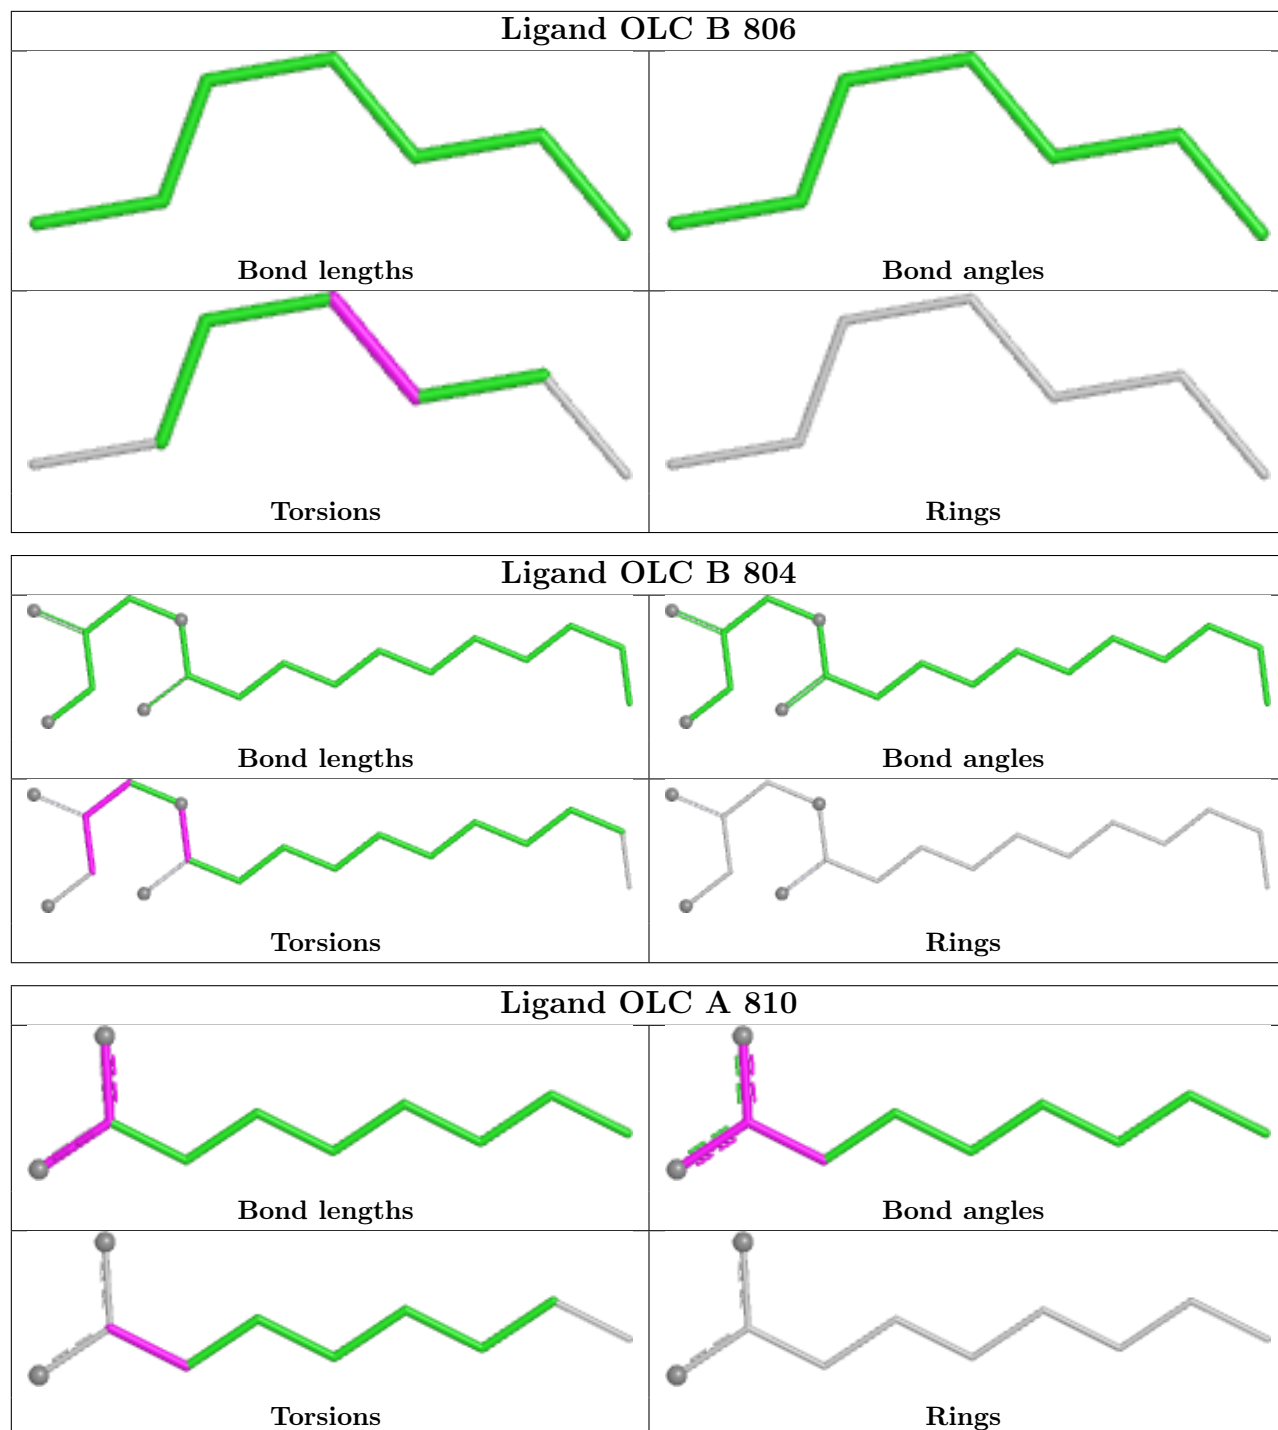 Ligand OLC B 806
Bond lengths
Bond angles
Torsions
Rings
Ligand OLC B 804
Bond lengths
Bond angles
Torsions
Rings
Ligand OLC A 810
Bond lengths
Bond angles
Torsions
Rings